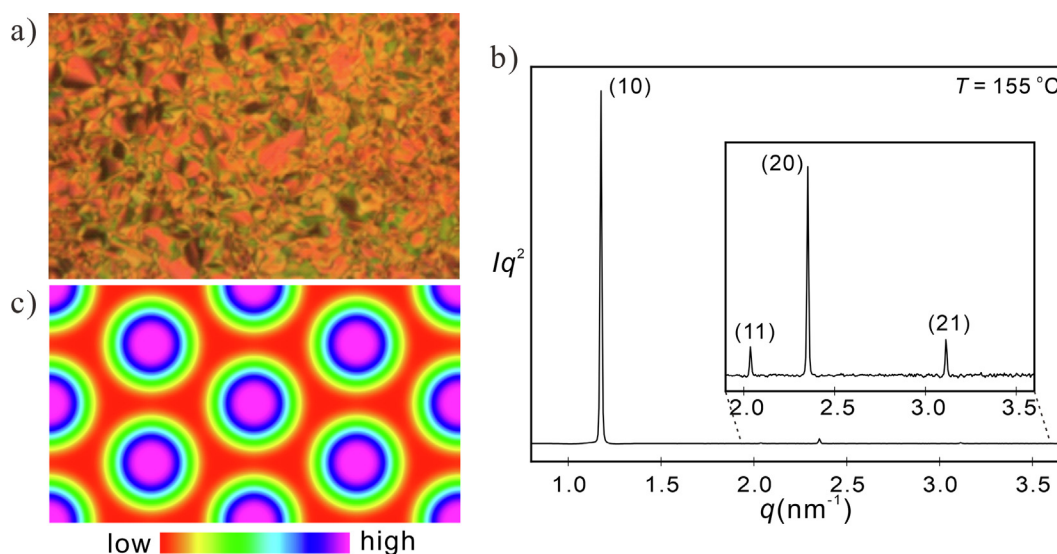 a)
b)
(10)
T = 155 °C
(20)
(11)
(21)
2.0 2.5 3.0 3.5
Iq²
1.0 1.5 2.0 2.5 3.0 3.5
q(nm⁻¹)
c)
low high